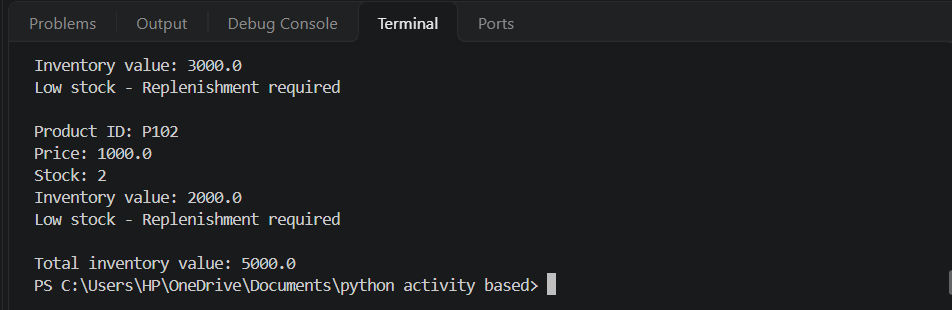 Problems Output Debug Console Terminal Ports
Inventory value: 3000.0
Low stock - Replenishment required
Product ID: P102
Price: 1000.0
Stock: 2
Inventory value: 2000.0
Low stock - Replenishment required
Total inventory value: 5000.0
PS C:\Users\HP\OneDrive\Documents\python activity based>